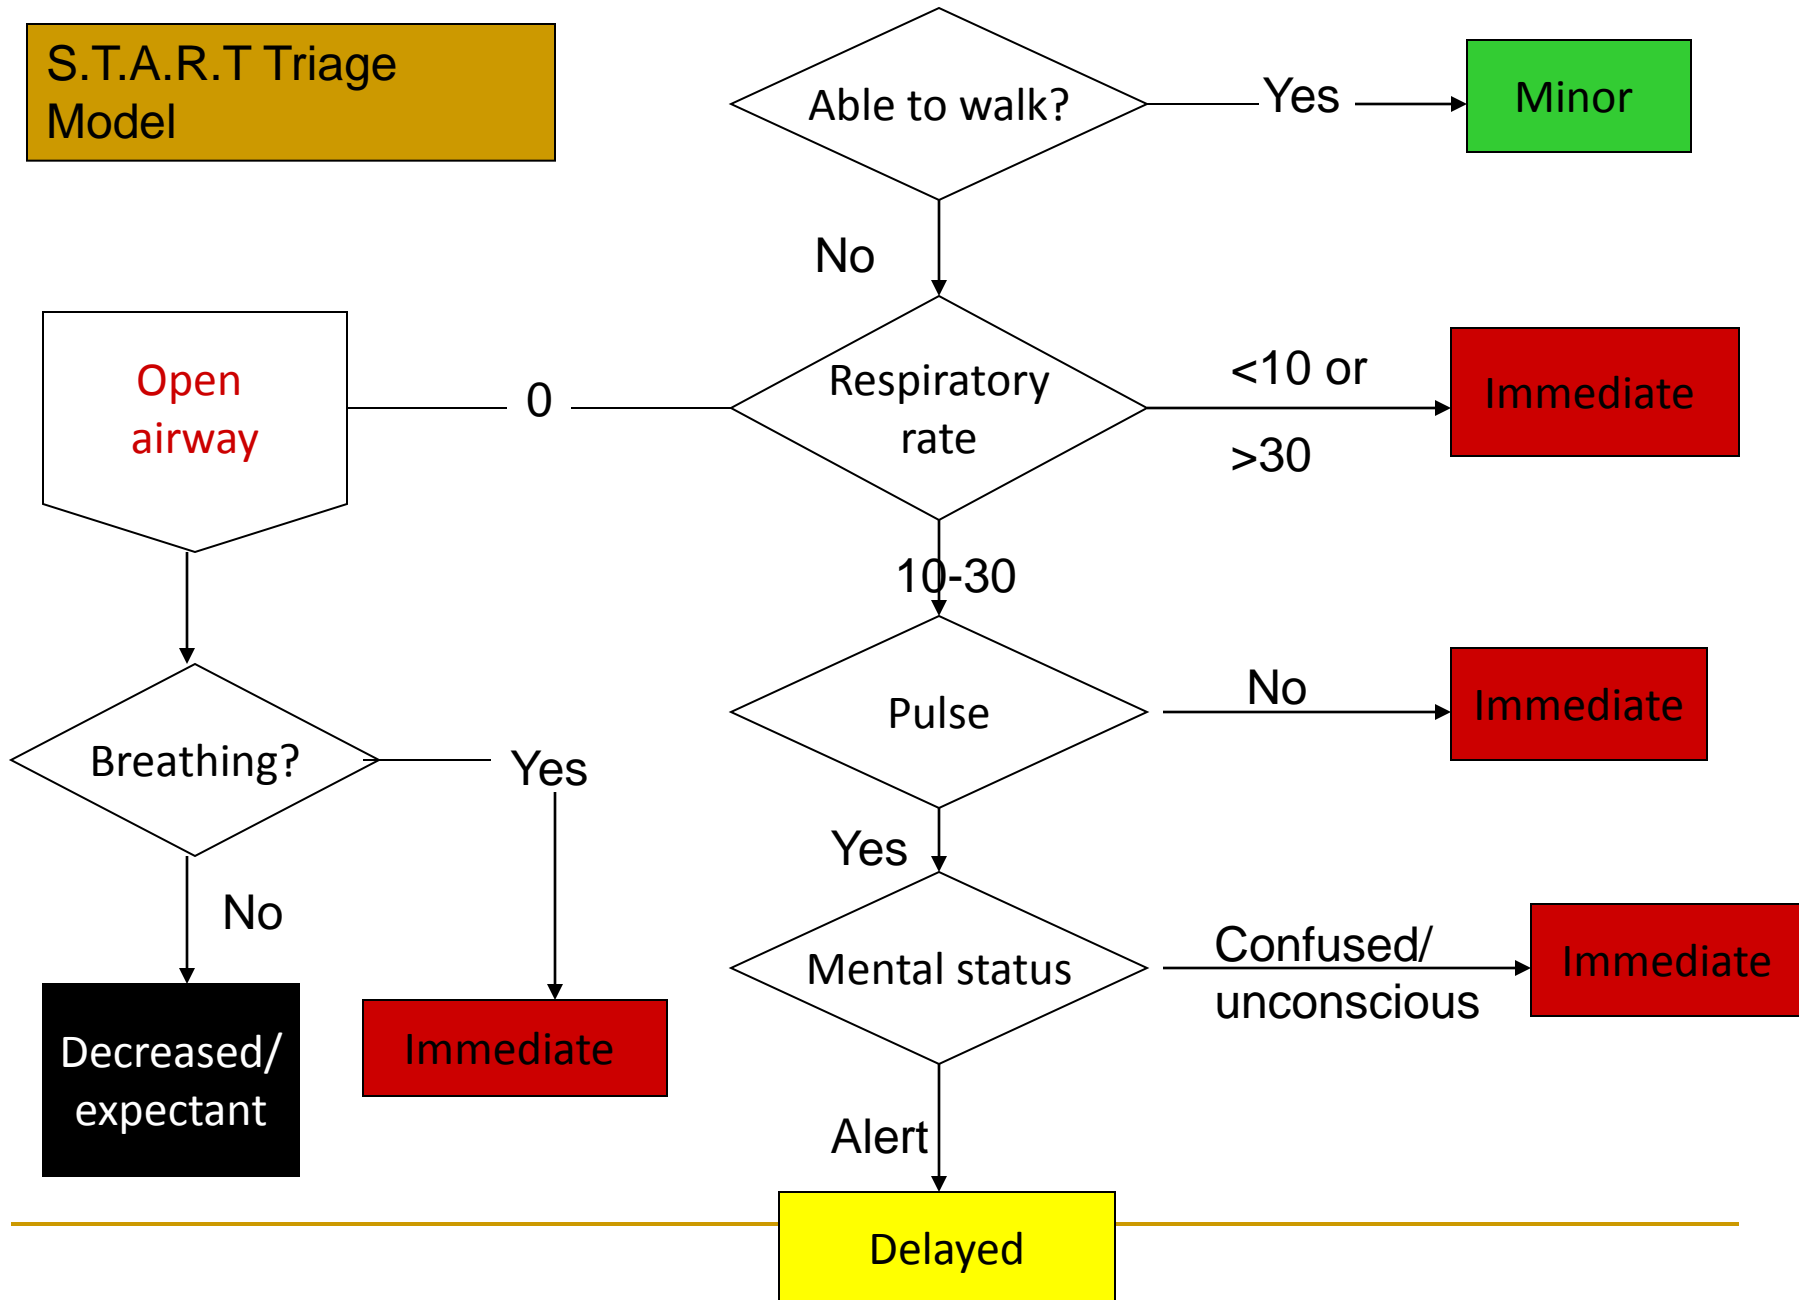 S.T.A.R.T Triage
Model
Able to walk?
Yes
Minor
No
Open
airway
0
Respiratory
rate
<10 or
>30
Immediate
10-30
Pulse
No
Immediate
Breathing?
Yes
Yes
No
Mental status
Confused/
unconscious
Immediate
Decreased/
expectant
Immediate
Alert
Delayed